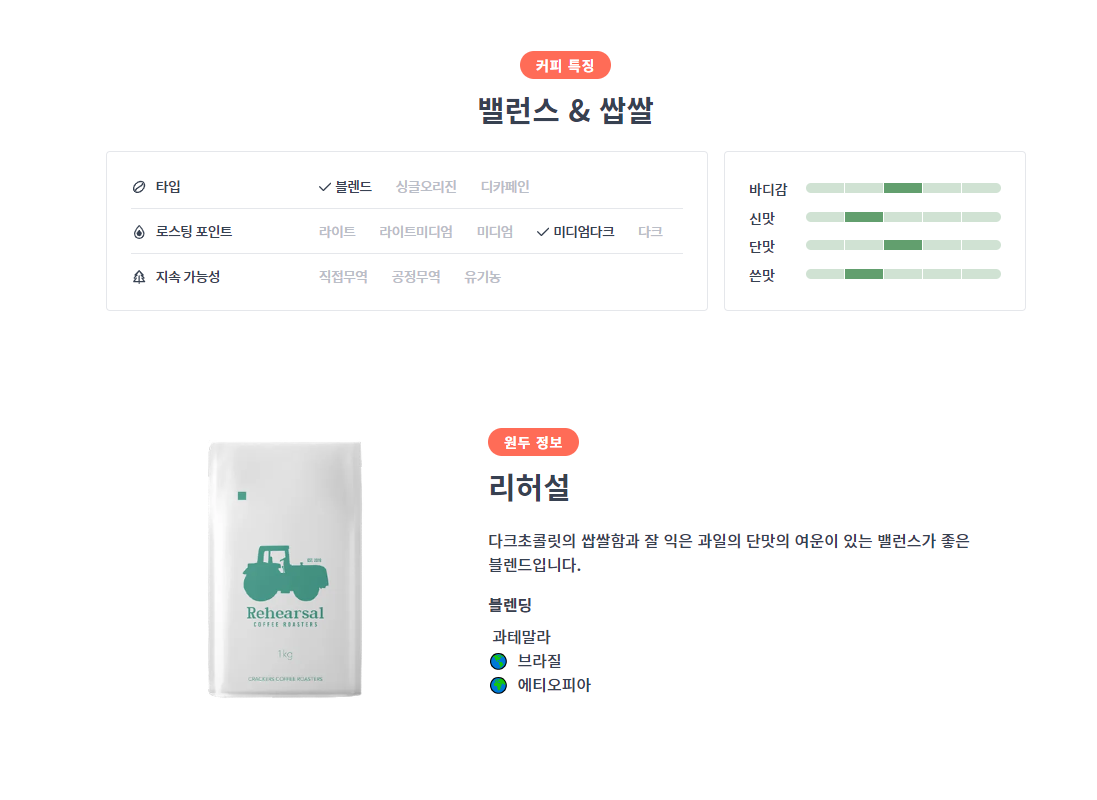 커피 특징
밸런스 & 쌉쌀
타입 블렌드 싱글오리진 디카페인
로스팅 포인트 라이트 라이트미디엄 미디엄 미디엄다크 다크
지속 가능성 직접무역 공정무역 유기농
바디감
신맛
단맛
쓴맛
원두 정보
리허설
다크초콜릿의 쌉쌀함과 잘 익은 과일의 단맛의 여운이 있는 밸런스가 좋은
블렌드입니다.
블렌딩
과테말라
브라질
에티오피아
Rehearsal
COFFEE ROASTERS
1kg
CRACKERS COFFEE ROASTERS